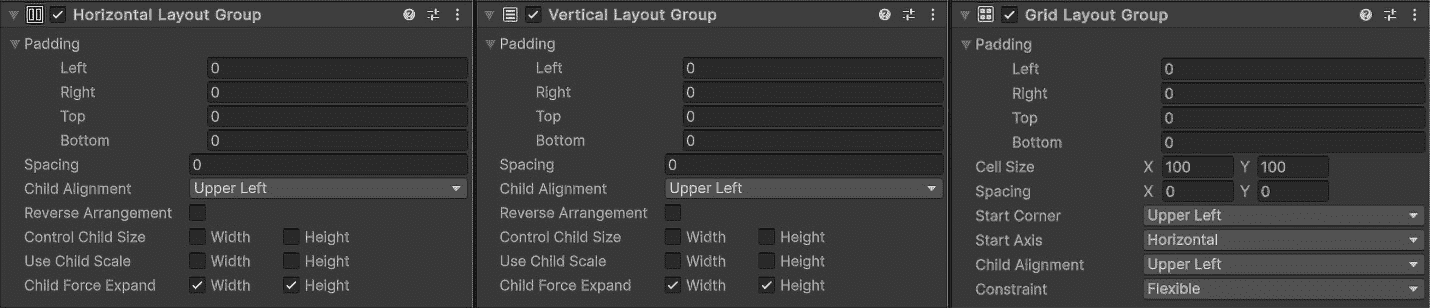 Horizontal Layout Group
Padding
Left 0
Right 0
Top 0
Bottom 0
Spacing 0
Child Alignment Upper Left
Reverse Arrangement
Control Child Size Width Height
Use Child Scale Width Height
Child Force Expand Width Height
Vertical Layout Group
Padding
Left 0
Right 0
Top 0
Bottom 0
Spacing 0
Child Alignment Upper Left
Reverse Arrangement
Control Child Size Width Height
Use Child Scale Width Height
Child Force Expand Width Height
Grid Layout Group
Padding
Left 0
Right 0
Top 0
Bottom 0
Cell Size X 100 Y 100
Spacing X 0 Y 0
Start Corner Upper Left
Start Axis Horizontal
Child Alignment Upper Left
Constraint Flexible